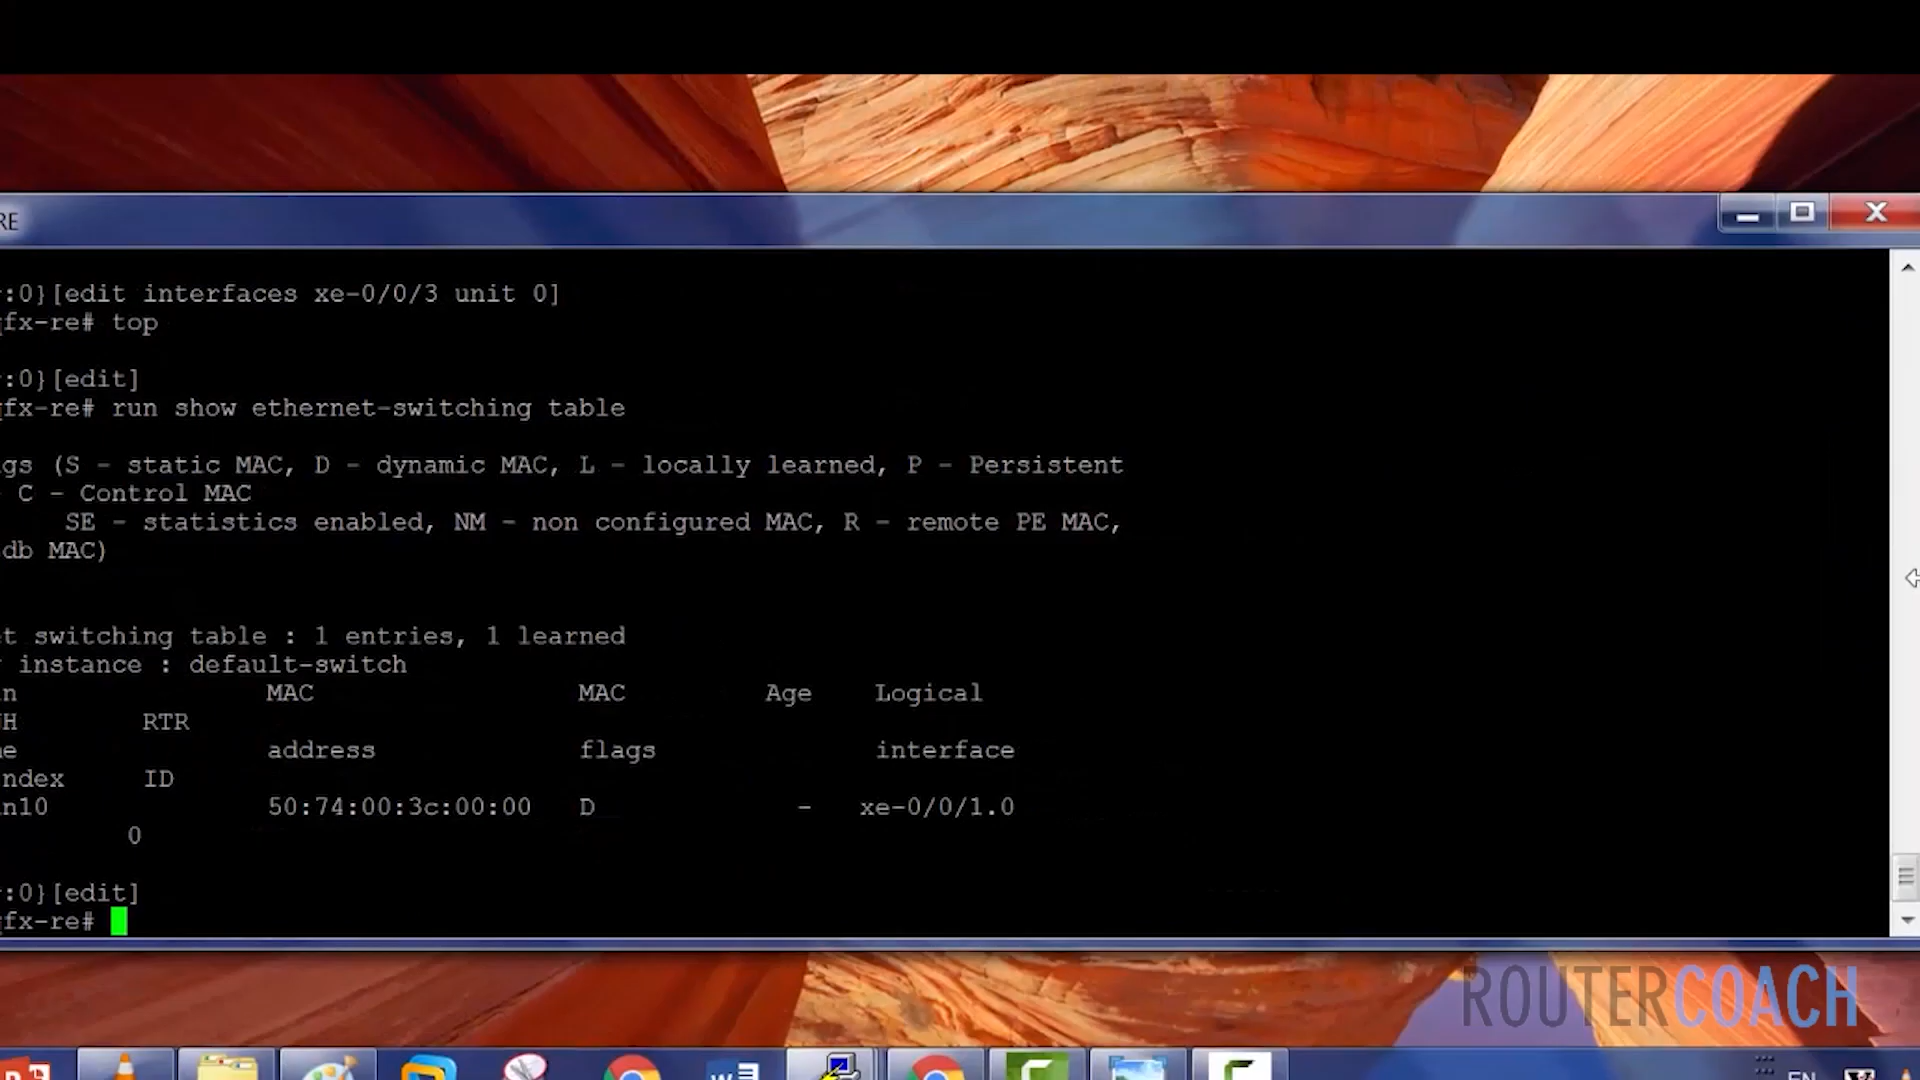 RE
:0}[edit interfaces xe-0/0/3 unit 0]
qfx-re# top
:0}[edit]
qfx-re# run show ethernet-switching table
gs (S - static MAC, D - dynamic MAC, L - locally learned, P - Persistent
C - Control MAC
SE - statistics enabled, NM - non configured MAC, R - remote PE MAC,
db MAC)
t switching table : 1 entries, 1 learned
instance : default-switch
n MAC MAC Age Logical
H RTR
e address flags interface
ndex ID
n10 50:74:00:3c:00:00 D - xe-0/0/1.0
0
:0}[edit]
qfx-re#
ROUTERCOACH
EN